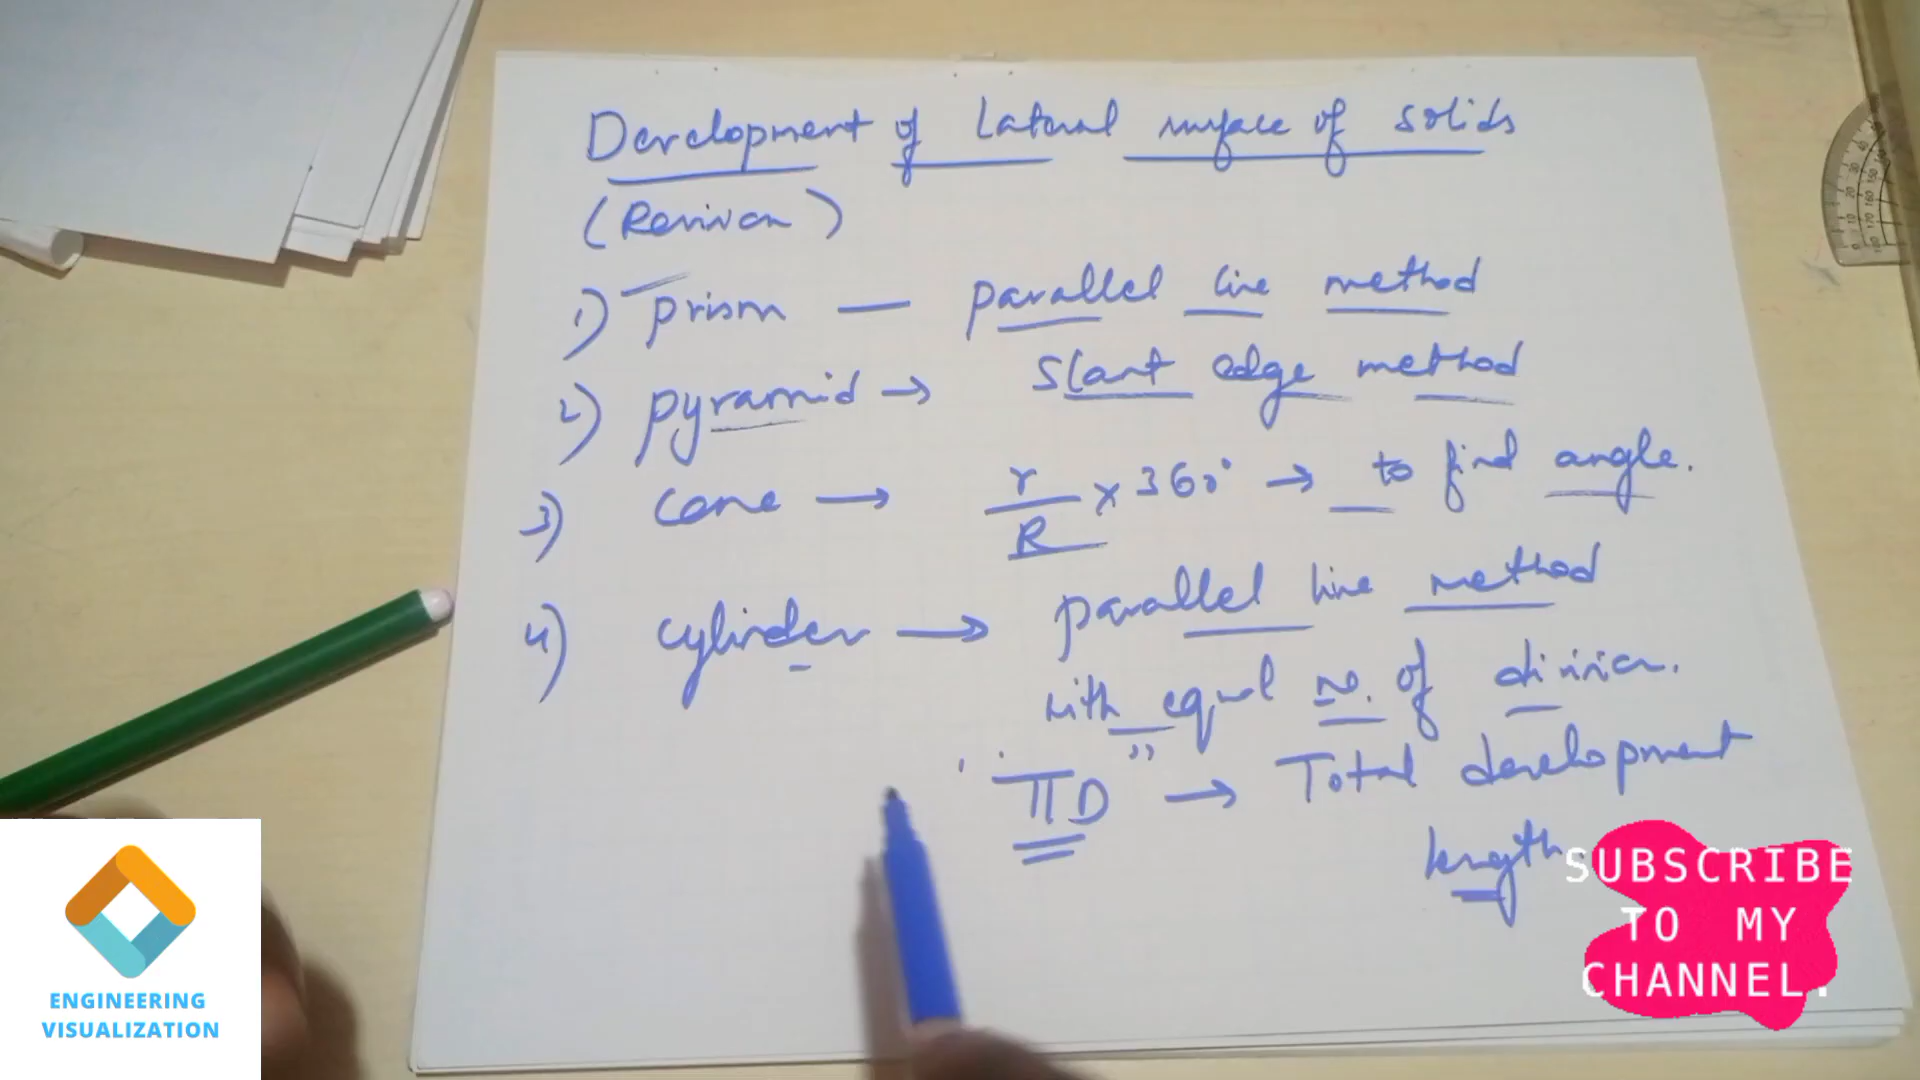 Development of Lateral surface of solids
(Revision)
1) prism — parallel line method
2) pyramid → slant edge method
3) cone → r/R × 360° → to find angle.
4) cylinder → parallel line method
with equal no. of division.
"πD" → Total development
length
SUBSCRIBE
TO MY
CHANNEL.
ENGINEERING
VISUALIZATION